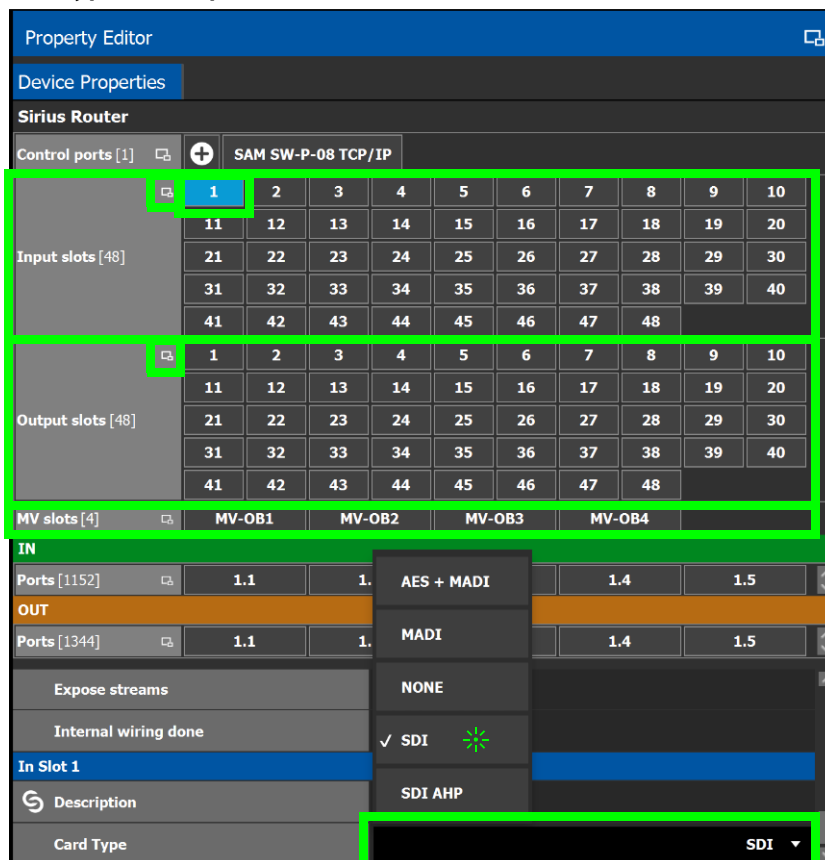 Property Editor
Device Properties
Sirius Router
Control ports [1] SAM SW-P-08 TCP/IP
1 2 3 4 5 6 7 8 9 10
11 12 13 14 15 16 17 18 19 20
Input slots [48] 21 22 23 24 25 26 27 28 29 30
31 32 33 34 35 36 37 38 39 40
41 42 43 44 45 46 47 48
1 2 3 4 5 6 7 8 9 10
11 12 13 14 15 16 17 18 19 20
Output slots [48] 21 22 23 24 25 26 27 28 29 30
31 32 33 34 35 36 37 38 39 40
41 42 43 44 45 46 47 48
MV slots [4] MV-OB1 MV-OB2 MV-OB3 MV-OB4
IN
Ports [1152] 1.1 1. 1.4 1.5
OUT
Ports [1344] 1.1 1. 1.4 1.5
AES + MADI
MADI
NONE
✓ SDI
SDI AHP
Expose streams
Internal wiring done
In Slot 1
Description
Card Type SDI